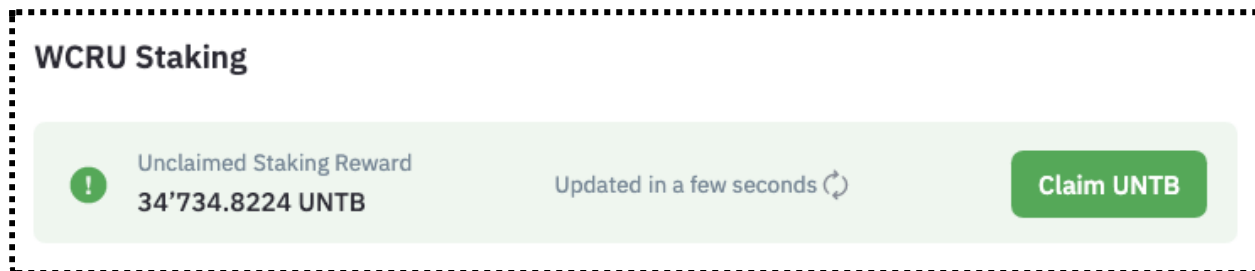 WCRU Staking
Unclaimed Staking Reward
34’734.8224 UNTB
Updated in a few seconds
Claim UNTB